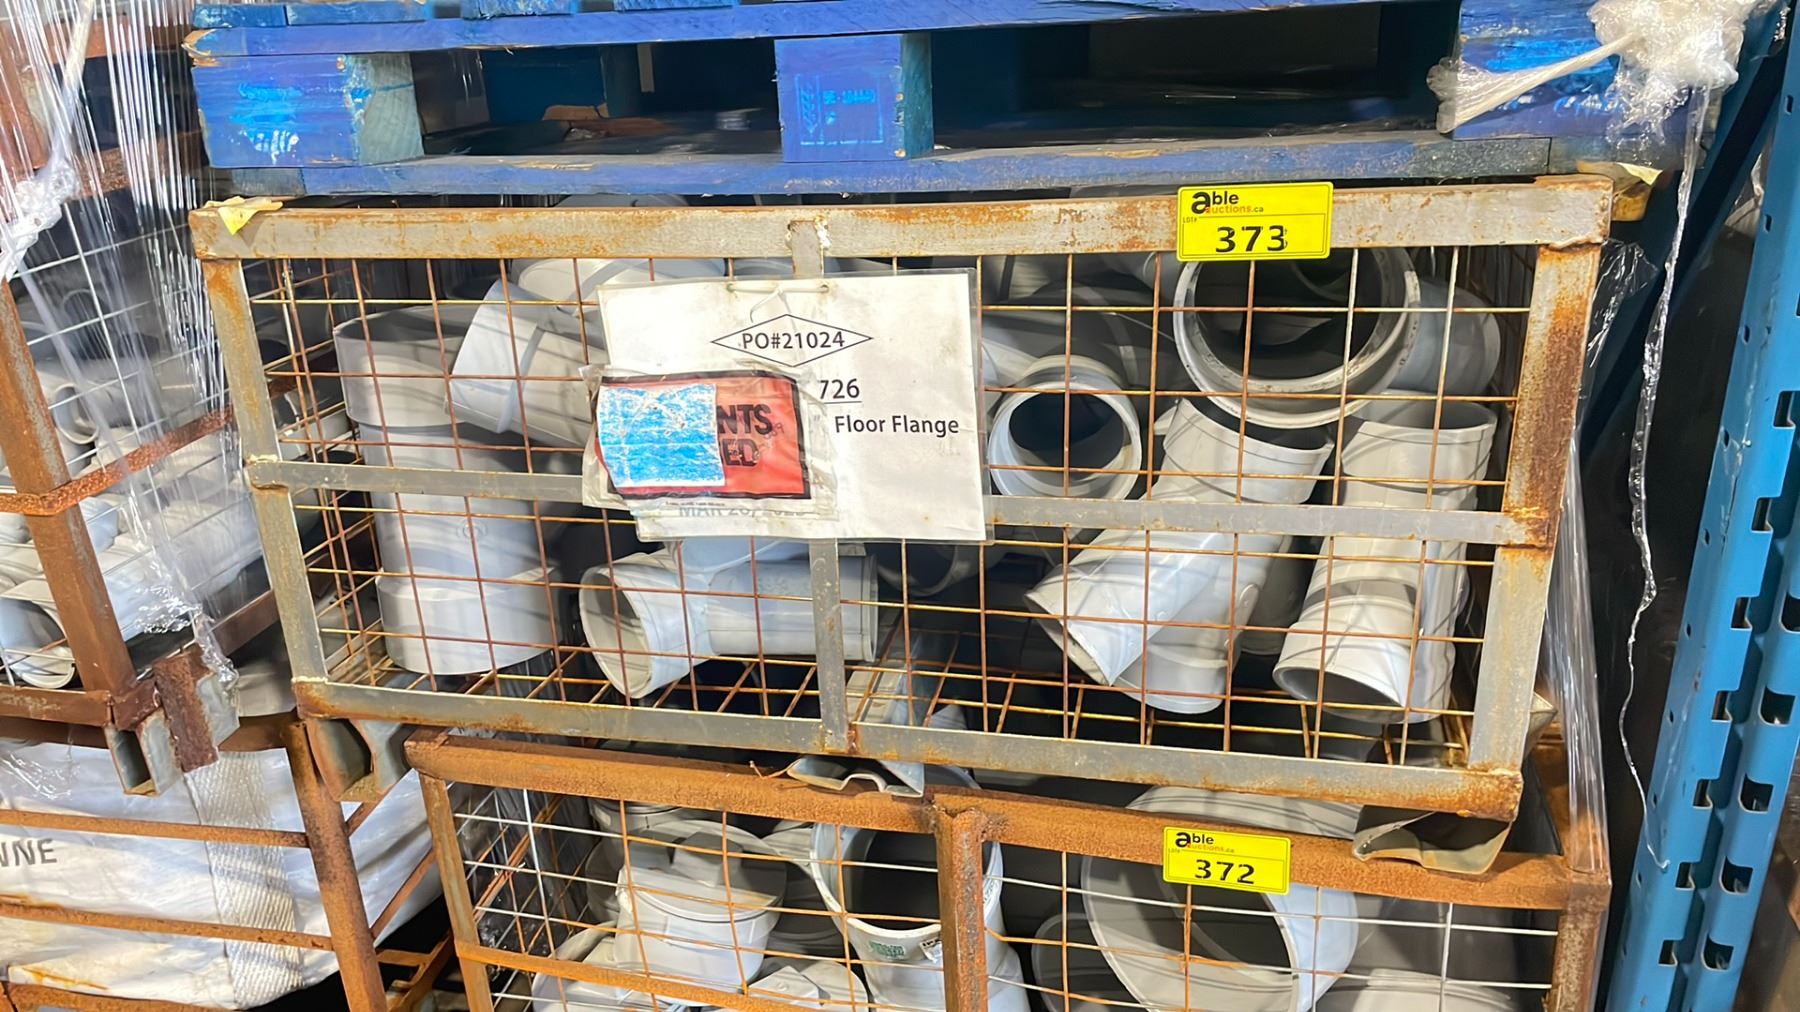 able
auctions.ca
LOT#
373
PO#21024
726
Floor Flange
NTS
ED
able
auctions.ca
LOT#
372
NNE